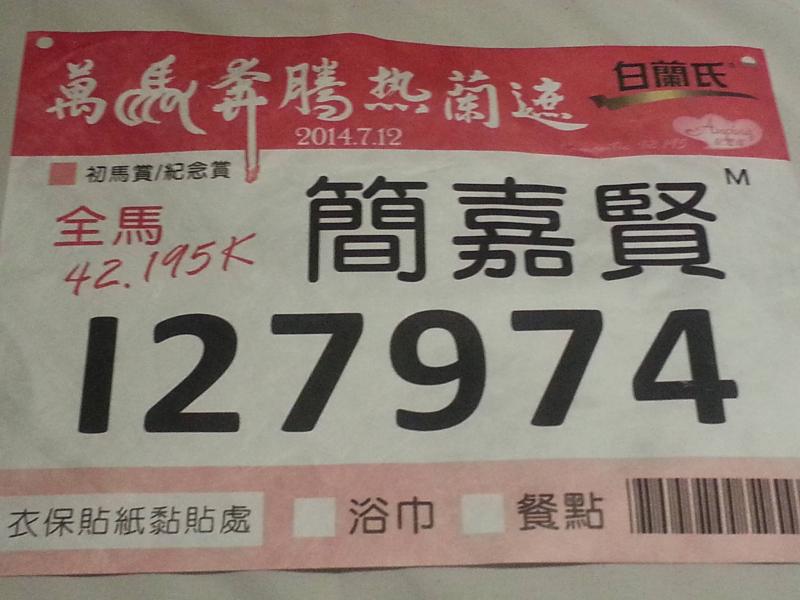 萬馬奔騰热蘭遮
白蘭氏
2014.7.12
初馬賞/紀念賞
M
全馬
42.195K
簡嘉賢
127974
衣保貼紙黏貼處
浴巾
餐點